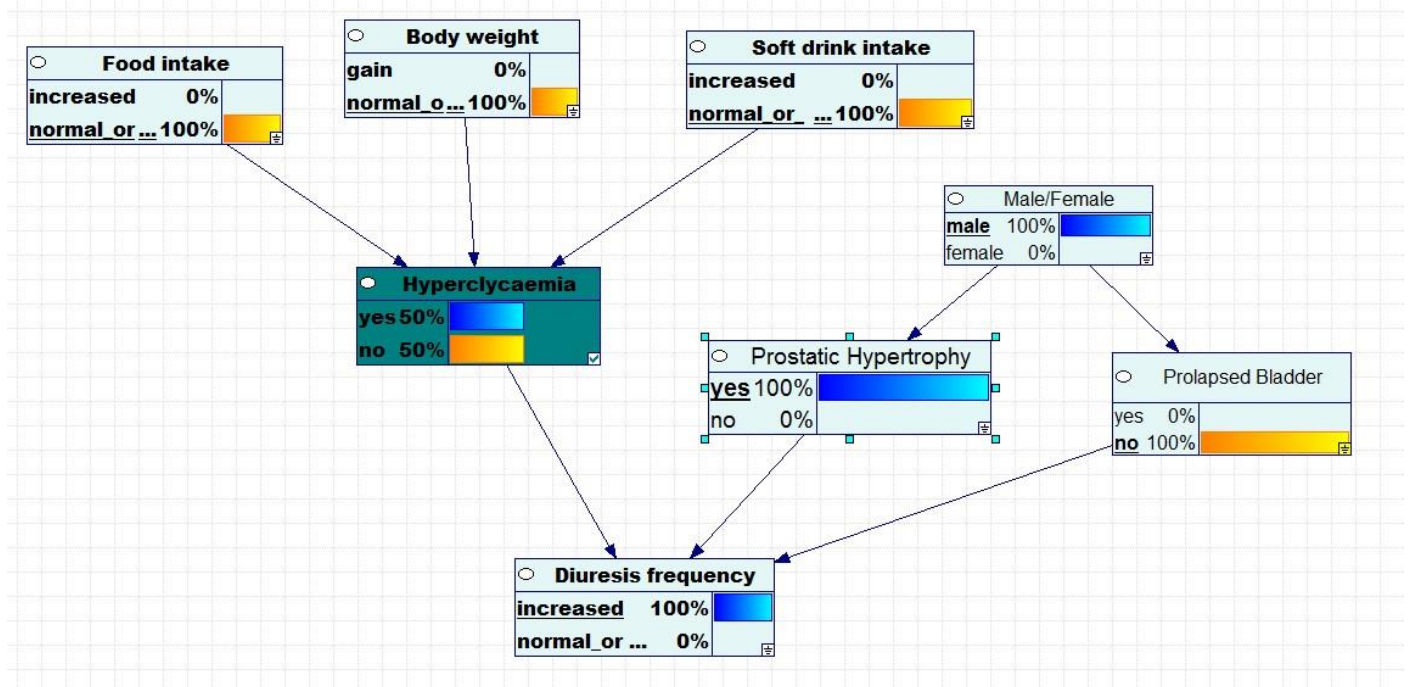 Food intake
increased 0%
normal_or ... 100%
Body weight
gain 0%
normal_o ... 100%
Soft drink intake
increased 0%
normal_or_ ... 100%
Male/Female
male 100%
female 0%
Hyperclycaemia
yes 50%
no 50%
Prostatic Hypertrophy
yes 100%
no 0%
Prolapsed Bladder
yes 0%
no 100%
Diuresis frequency
increased 100%
normal_or ... 0%